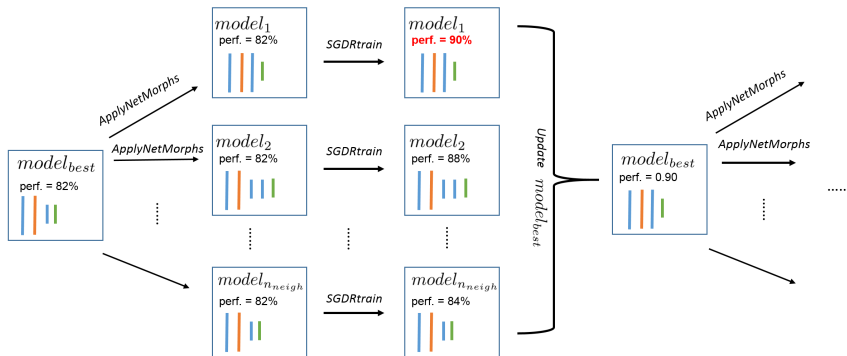 model_best
perf. = 82%
ApplyNetMorphs
ApplyNetMorphs
model_1
perf. = 82%
SGDRtrain
model_1
perf. = 90%
model_2
perf. = 82%
SGDRtrain
model_2
perf. = 88%
model_n_neigh
perf. = 82%
SGDRtrain
model_n_neigh
perf. = 84%
Update model_best
model_best
perf. = 0.90
ApplyNetMorphs
ApplyNetMorphs